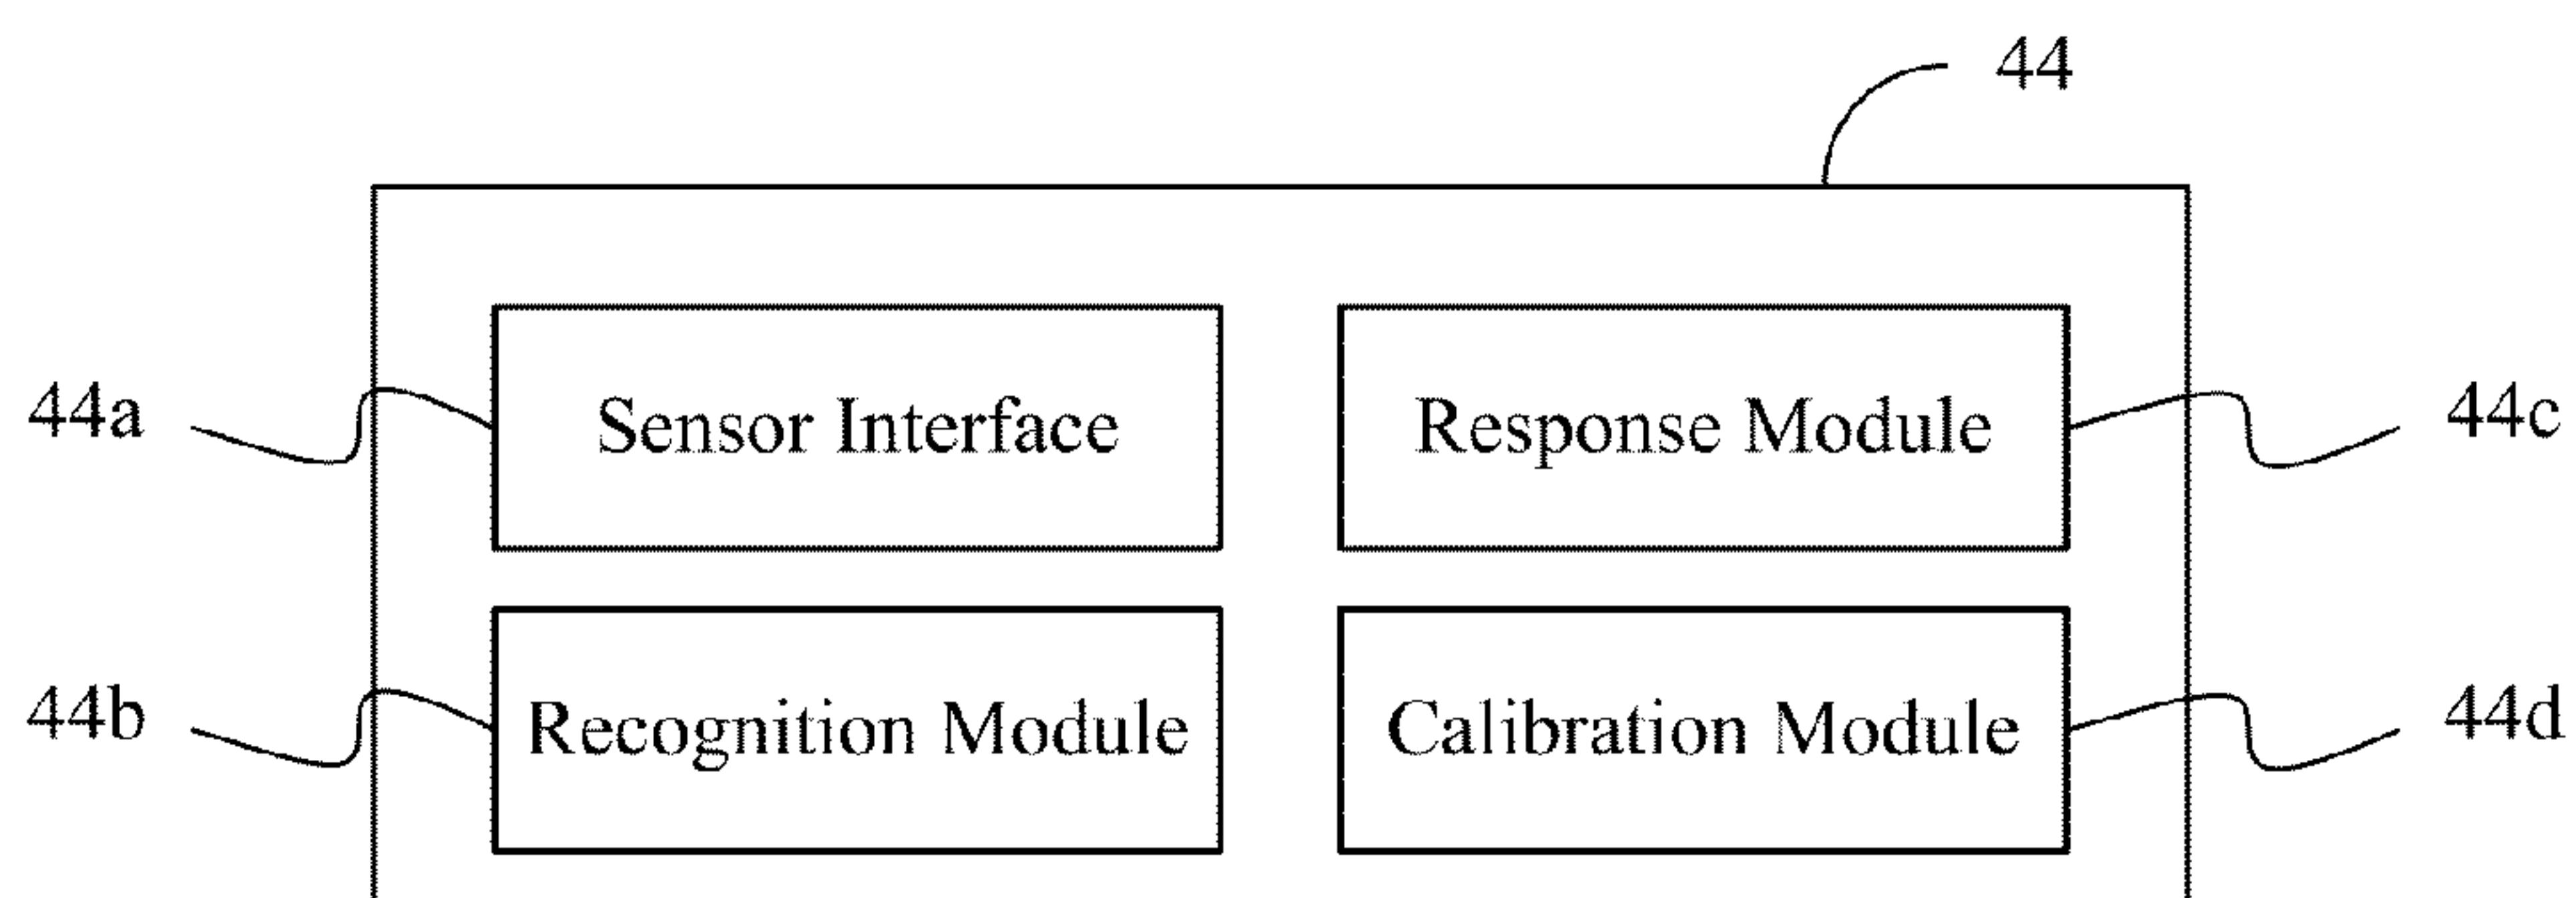 44
44a
Sensor Interface
Response Module
44c
44b
Recognition Module
Calibration Module
44d